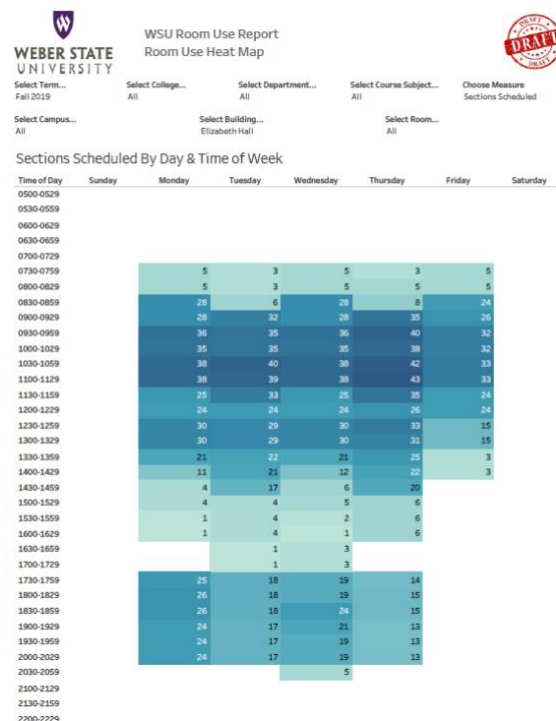 WSU Room Use Report
Room Use Heat Map
WEBER STATE
UNIVERSITY
DRAFT
Select Term... Select College... Select Department... Select Course Subject... Choose Measure
Fall 2019 All All All Sections Scheduled
Select Campus... Select Building... Select Room...
All Elizabeth Hall All
Sections Scheduled By Day & Time of Week
Time of Day Sunday Monday Tuesday Wednesday Thursday Friday Saturday
0500-0529
0530-0559
0600-0629
0630-0659
0700-0729
0730-0759 5 3 5 3 5
0800-0829 5 3 5 5 5
0830-0859 28 6 28 8 24
0900-0929 28 32 28 35 26
0930-0959 36 35 36 40 32
1000-1029 35 35 35 38 32
1030-1059 38 40 38 42 33
1100-1129 38 39 38 43 33
1130-1159 25 33 25 35 24
1200-1229 24 24 24 26 24
1230-1259 30 29 30 33 15
1300-1329 30 29 30 31 15
1330-1359 21 22 21 25 3
1400-1429 11 21 12 22 3
1430-1459 4 17 6 20
1500-1529 4 4 5 6
1530-1559 1 4 2 6
1600-1629 1 4 1 6
1630-1659 1 3
1700-1729 1 3
1730-1759 25 18 19 14
1800-1829 26 18 19 15
1830-1859 26 18 24 15
1900-1929 24 17 21 13
1930-1959 24 17 19 13
2000-2029 24 17 19 13
2030-2059 5
2100-2129
2130-2159
2200-2229